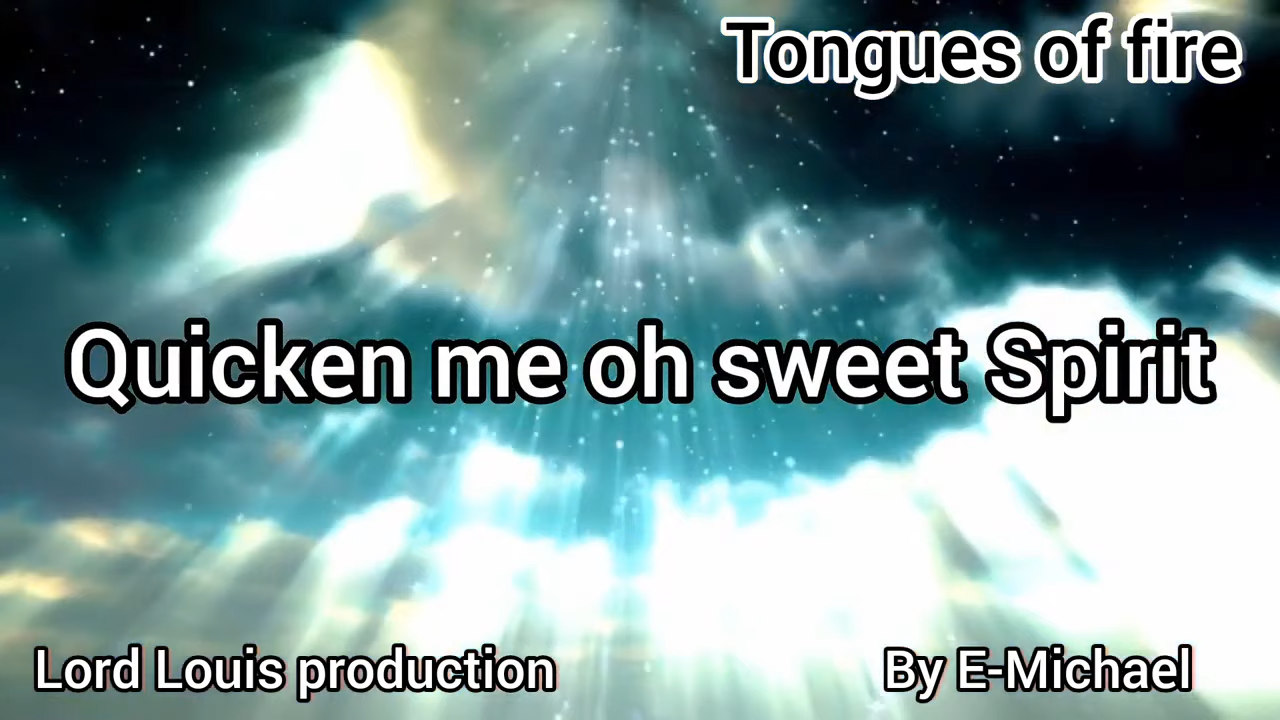 Tongues of fire
Quicken me oh sweet Spirit
Lord Louis production
By E-Michael